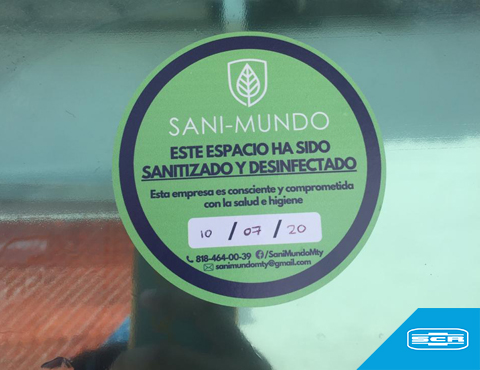 SANI-MUNDO
ESTE ESPACIO HA SIDO
SANITIZADO Y DESINFECTADO
Esta empresa es consciente y comprometida
con la salud e higiene
10 / 07 / 20
818-464-00-39 /SaniMundoMty
sanimundomty@gmail.com
SCA